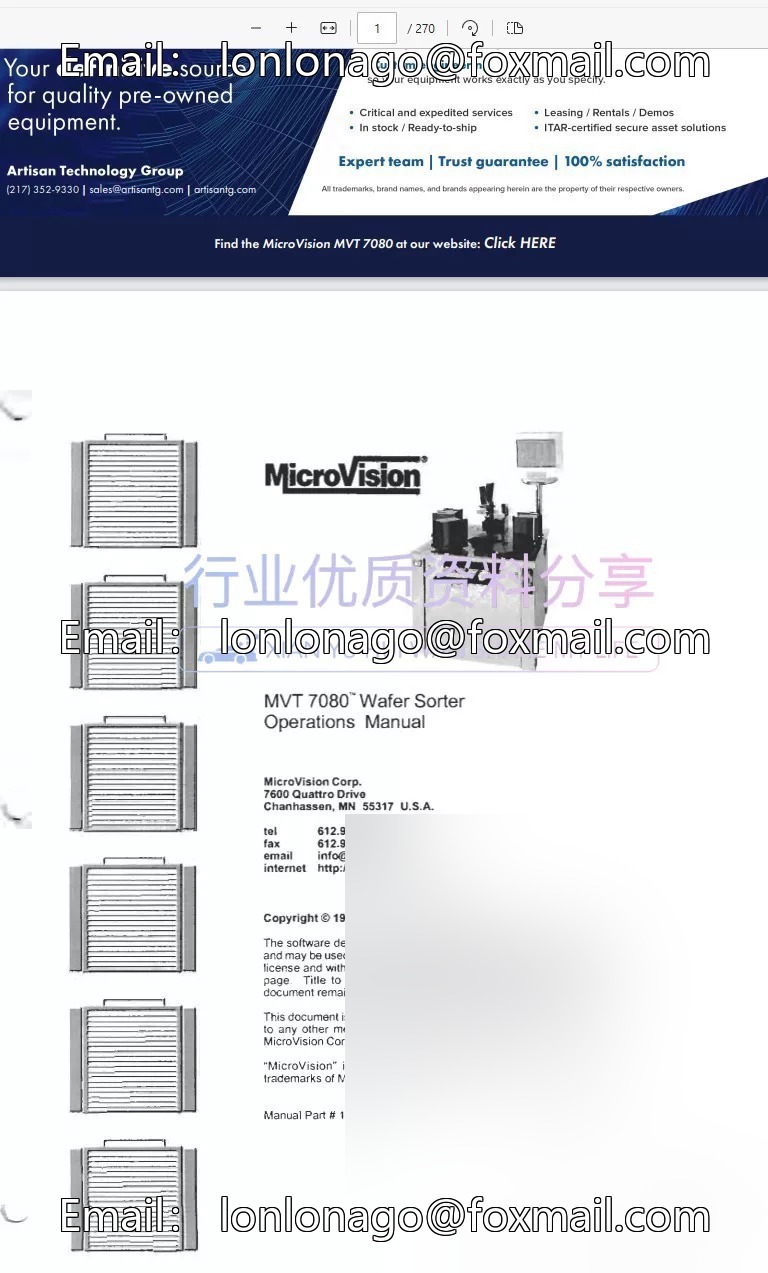 1 / 270
Your definitive source
for quality pre-owned
equipment.
Artisan Technology Group
(217) 352-9330 | sales@artisantg.com | artisantg.com
Email: lonlonago@foxmail.com
your equipment works exactly as you specify.
• Critical and expedited services
• In stock / Ready-to-ship
• Leasing / Rentals / Demos
• ITAR-certified secure asset solutions
Expert team | Trust guarantee | 100% satisfaction
All trademarks, brand names, and brands appearing herein are the property of their respective owners.
Find the MicroVision MVT 7080 at our website: Click HERE
MicroVision®
行业优质资料分享
Email: lonlonago@foxmail.com
MVT 7080™ Wafer Sorter
Operations Manual
MicroVision Corp.
7600 Quattro Drive
Chanhassen, MN 55317 U.S.A.
tel 612.9
fax 612.9
email info@
internet http:/
Copyright © 19
The software de
and may be used
license and with
page. Title to
document remai
This document i
to any other me
MicroVision Cor
"MicroVision" i
trademarks of M
Manual Part # 1
Email: lonlonago@foxmail.com